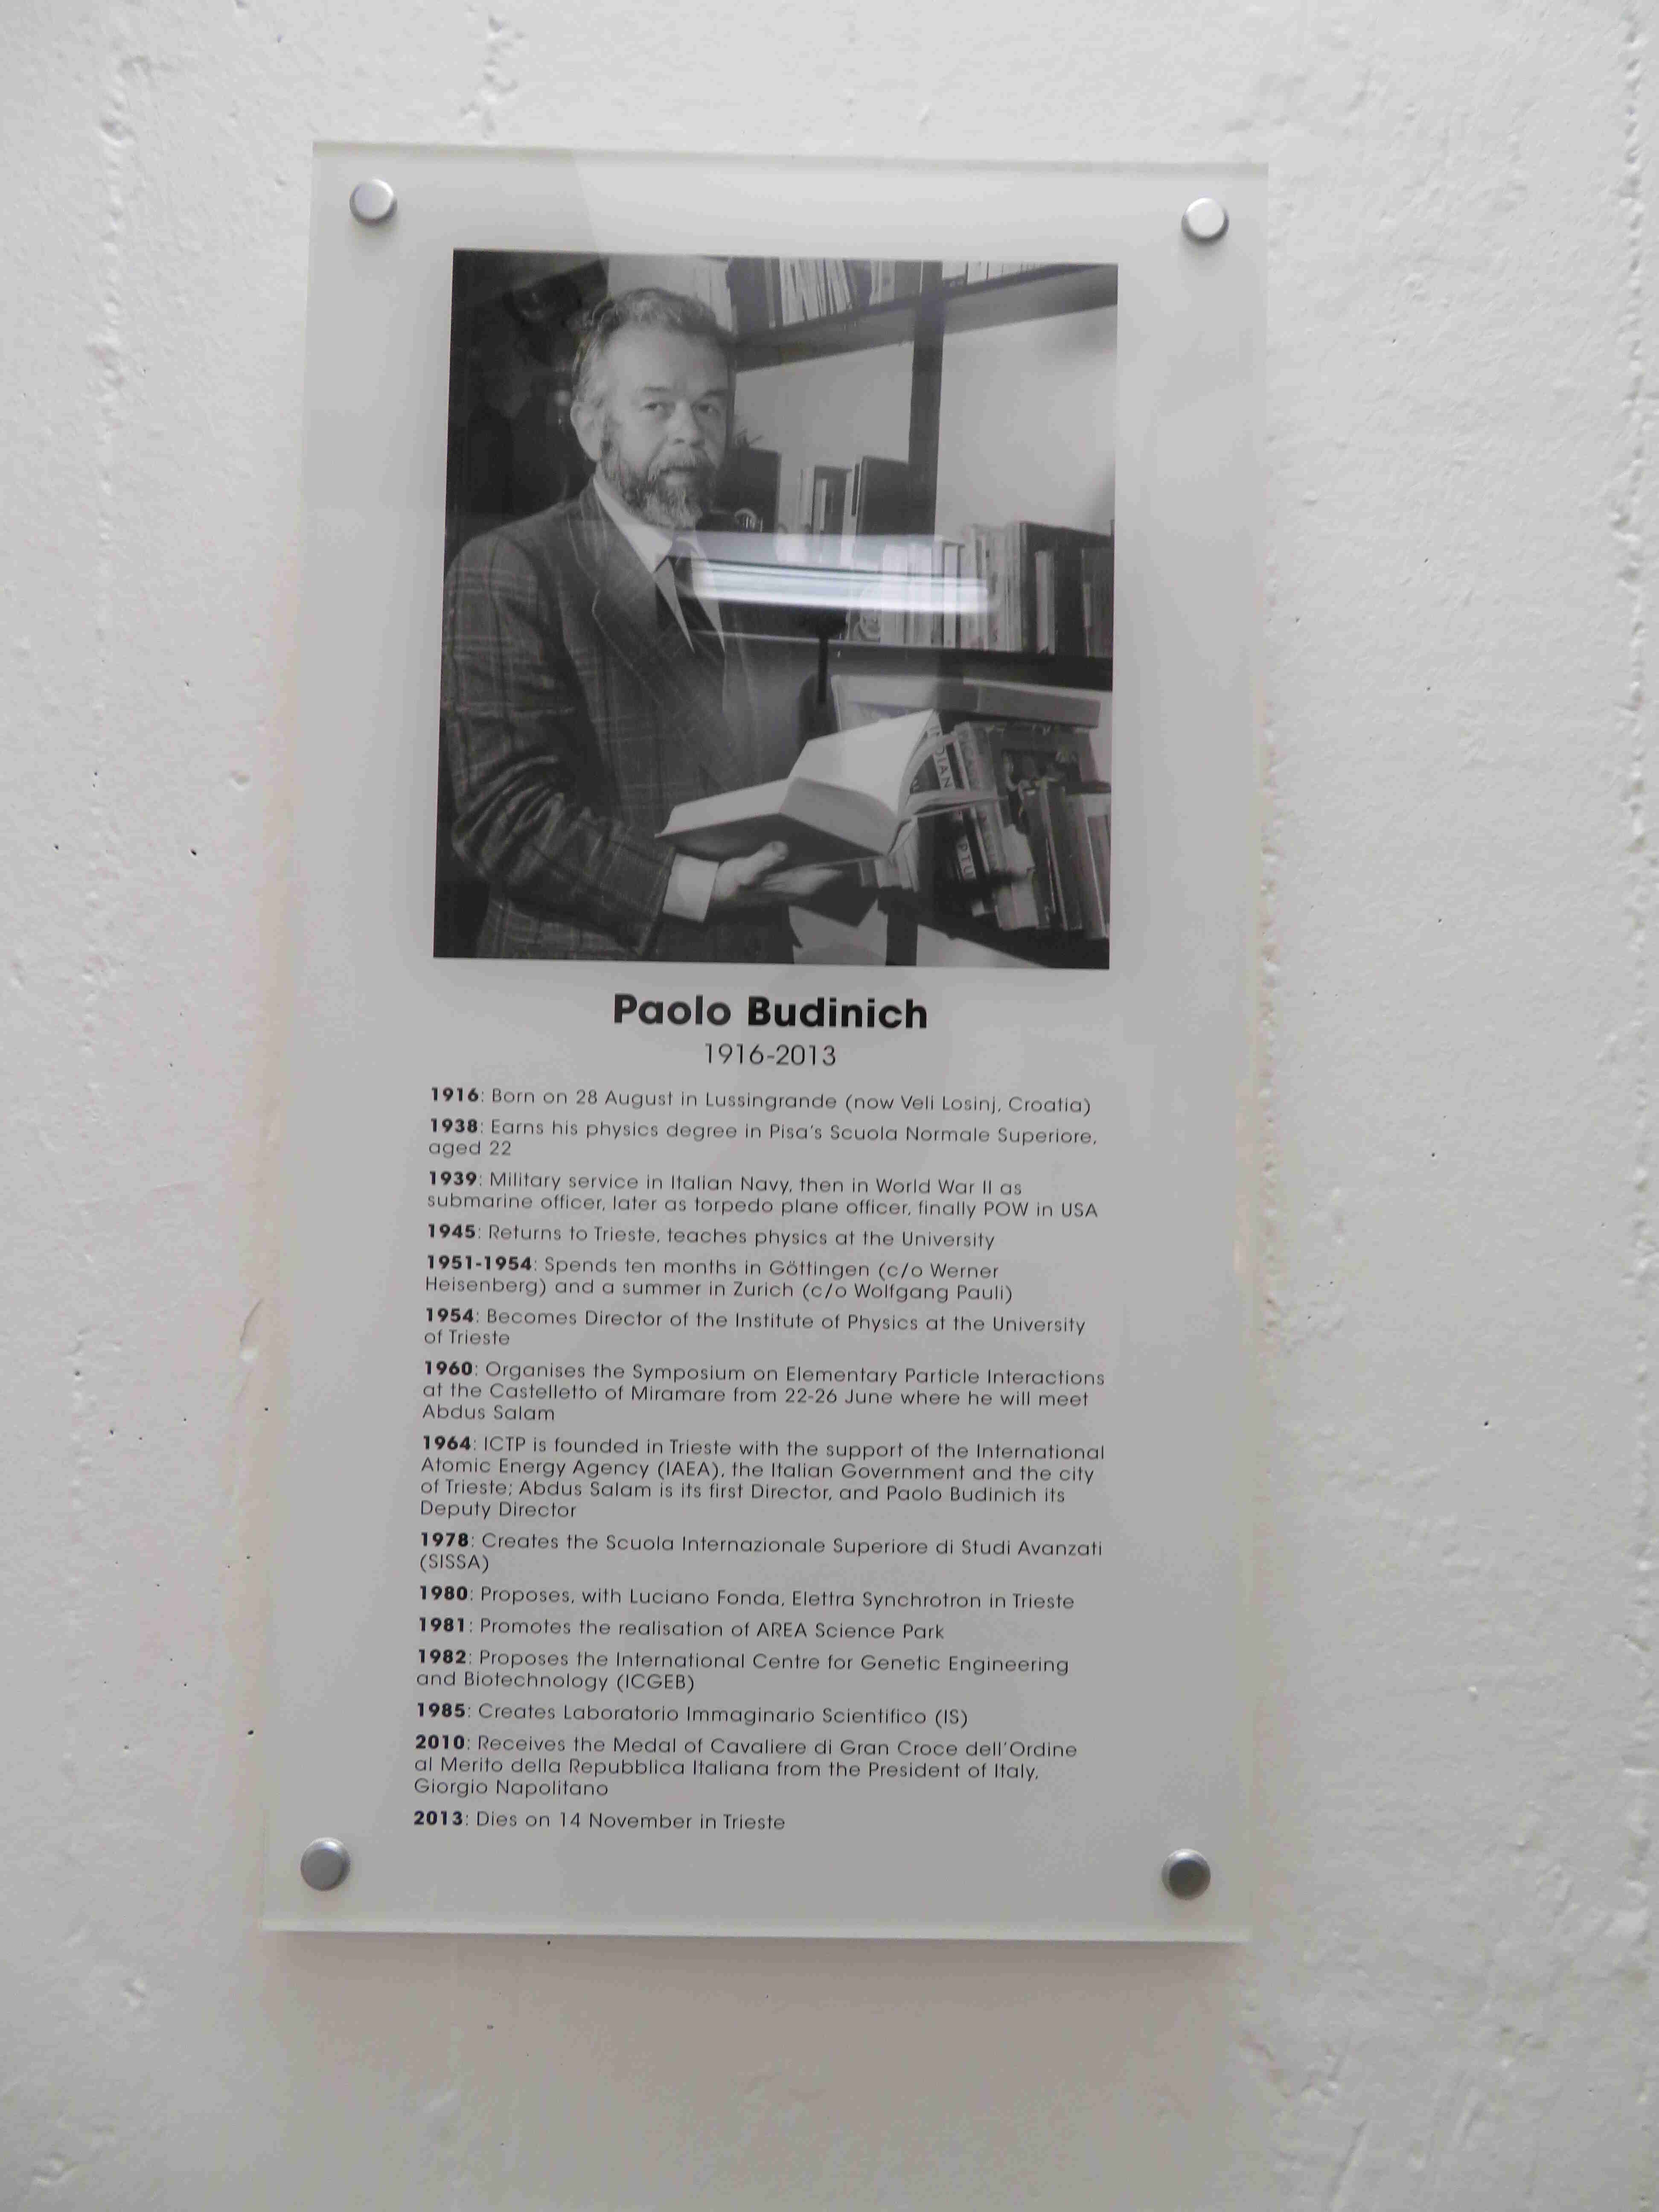 Paolo Budinich
1916-2013
1916: Born on 28 August in Lussingrande (now Veli Losinj, Croatia)
1938: Earns his physics degree in Pisa's Scuola Normale Superiore,
aged 22
1939: Military service in Italian Navy, then in World War II as
submarine officer, later as torpedo plane officer, finally POW in USA
1945: Returns to Trieste, teaches physics at the University
1951-1954: Spends ten months in Göttingen (c/o Werner
Heisenberg) and a summer in Zurich (c/o Wolfgang Pauli)
1954: Becomes Director of the Institute of Physics at the University
of Trieste
1960: Organises the Symposium on Elementary Particle Interactions
at the Castelletto of Miramare from 22-26 June where he will meet
Abdus Salam
1964: ICTP is founded in Trieste with the support of the International
Atomic Energy Agency (IAEA), the Italian Government and the city
of Trieste; Abdus Salam is its first Director, and Paolo Budinich its
Deputy Director
1978: Creates the Scuola Internazionale Superiore di Studi Avanzati
(SISSA)
1980: Proposes, with Luciano Fonda, Elettra Synchrotron in Trieste
1981: Promotes the realisation of AREA Science Park
1982: Proposes the International Centre for Genetic Engineering
and Biotechnology (ICGEB)
1985: Creates Laboratorio Immaginario Scientifico (IS)
2010: Receives the Medal of Cavaliere di Gran Croce dell'Ordine
al Merito della Repubblica Italiana from the President of Italy,
Giorgio Napolitano
2013: Dies on 14 November in Trieste